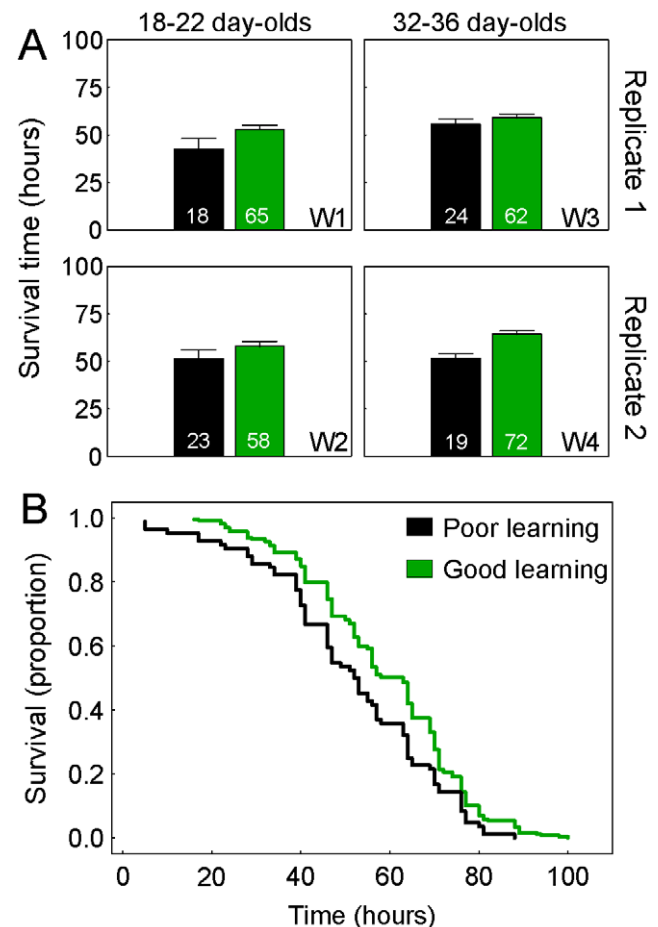 18-22 day-olds 32-36 day-olds
A
Survival time (hours)
100
75
50
25
0
18 65 W1
24 62 W3
Replicate 1
100
75
50
25
0
23 58 W2
19 72 W4
Replicate 2
B
Survival (proportion)
1.0
0.8
0.6
0.4
0.2
0.0
Poor learning
Good learning
0 20 40 60 80 100
Time (hours)